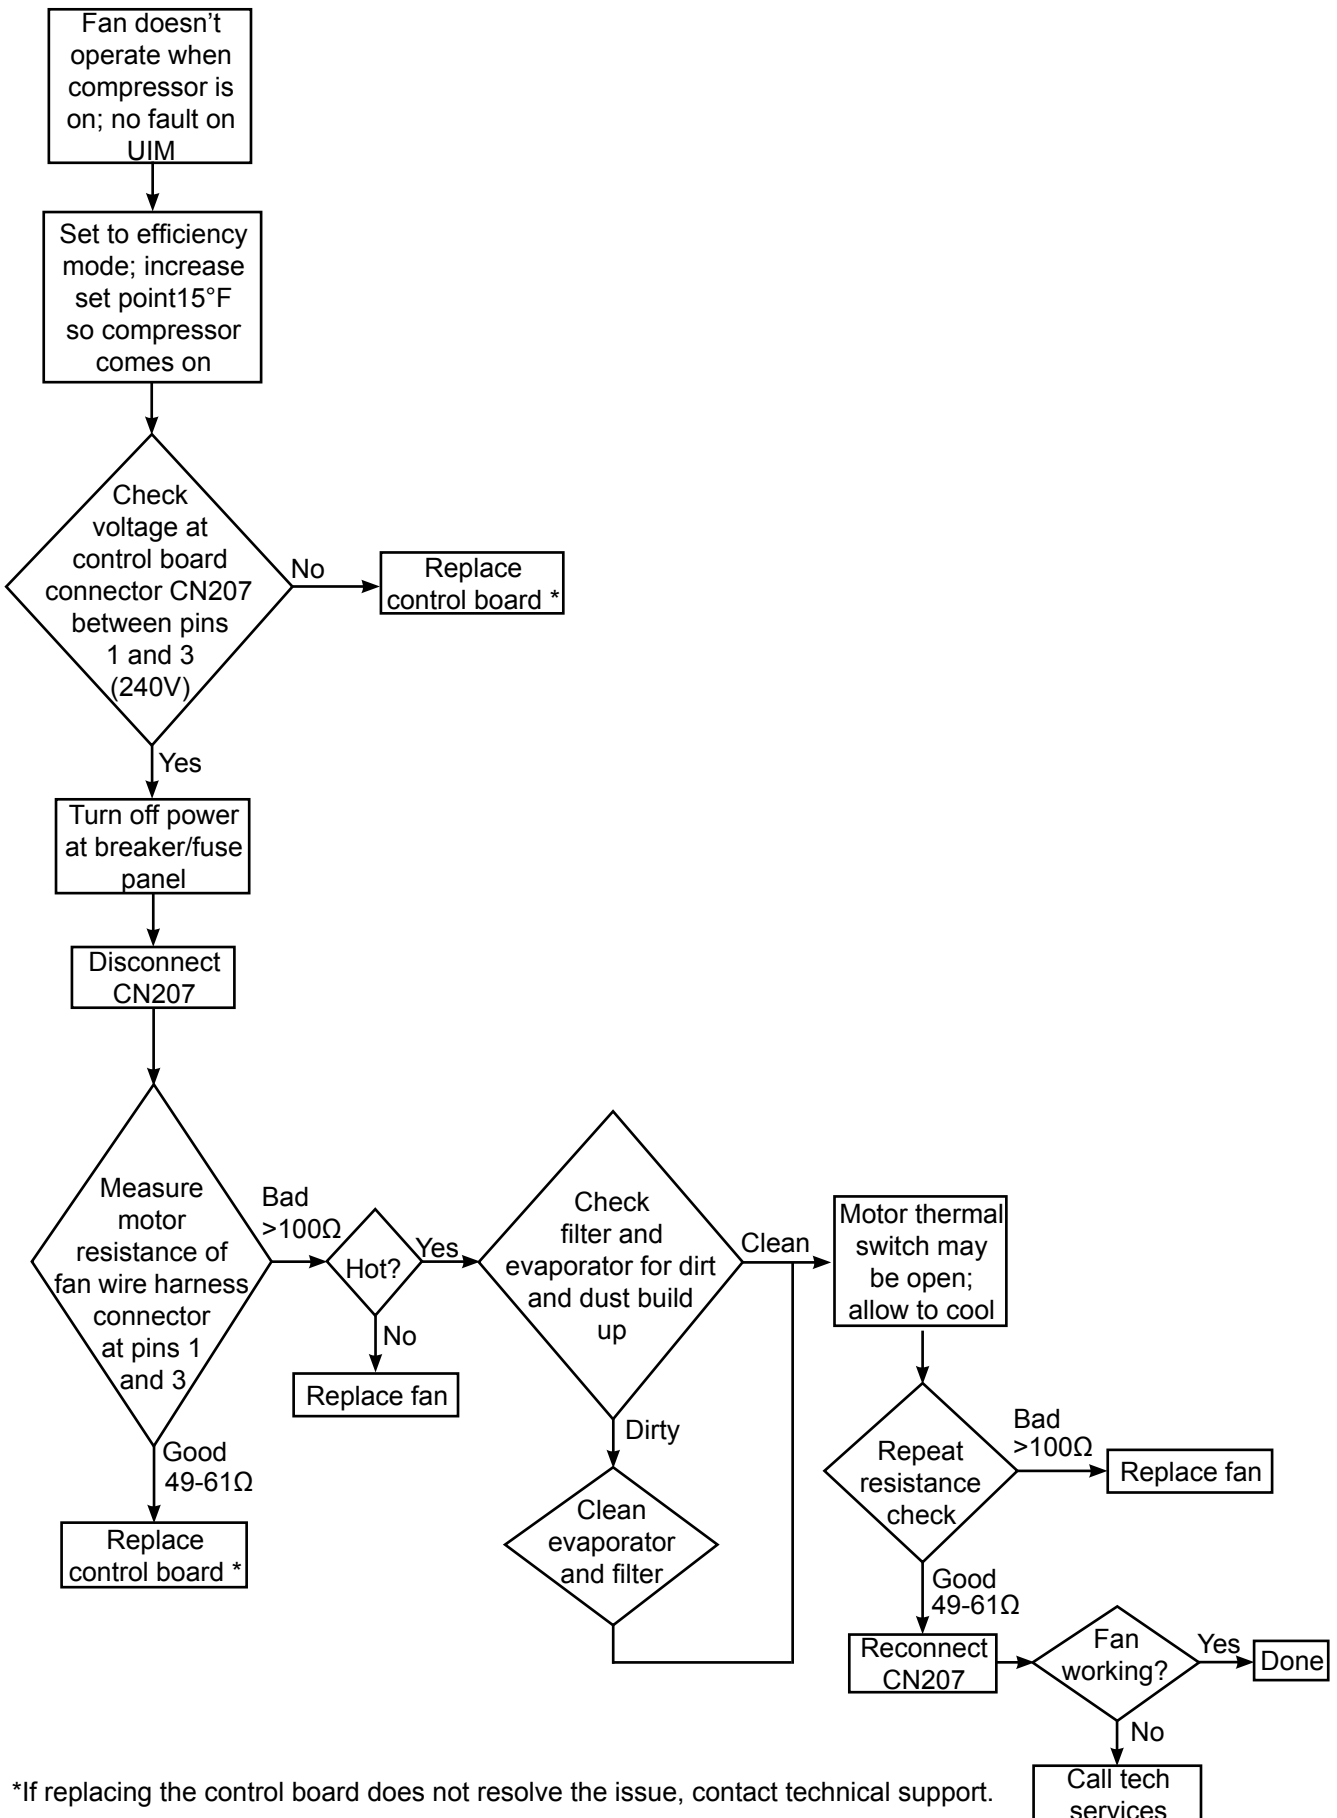 Fan doesn't
operate when
compressor is
on; no fault on
UIM
Set to efficiency
mode; increase
set point15°F
so compressor
comes on
Check
voltage at
control board
connector CN207
between pins
1 and 3
(240V)
No
Replace
control board *
Yes
Turn off power
at breaker/fuse
panel
Disconnect
CN207
Measure
motor
resistance of
fan wire harness
connector
at pins 1
and 3
Bad
>100Ω
Hot?
Yes
No
Replace fan
Good
49-61Ω
Replace
control board *
Check
filter and
evaporator for dirt
and dust build
up
Clean
Dirty
Clean
evaporator
and filter
Motor thermal
switch may
be open;
allow to cool
Repeat
resistance
check
Bad
>100Ω
Replace fan
Good
49-61Ω
Reconnect
CN207
Fan
working?
Yes
Done
No
Call tech
services
*If replacing the control board does not resolve the issue, contact technical support.